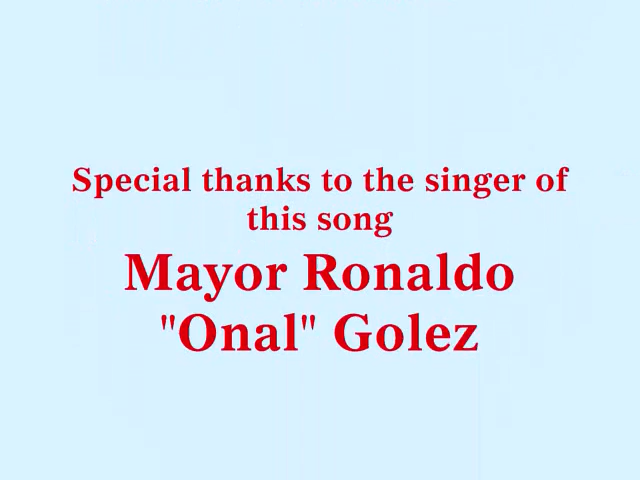 Special thanks to the singer of
this song
Mayor Ronaldo
"Onal" Golez